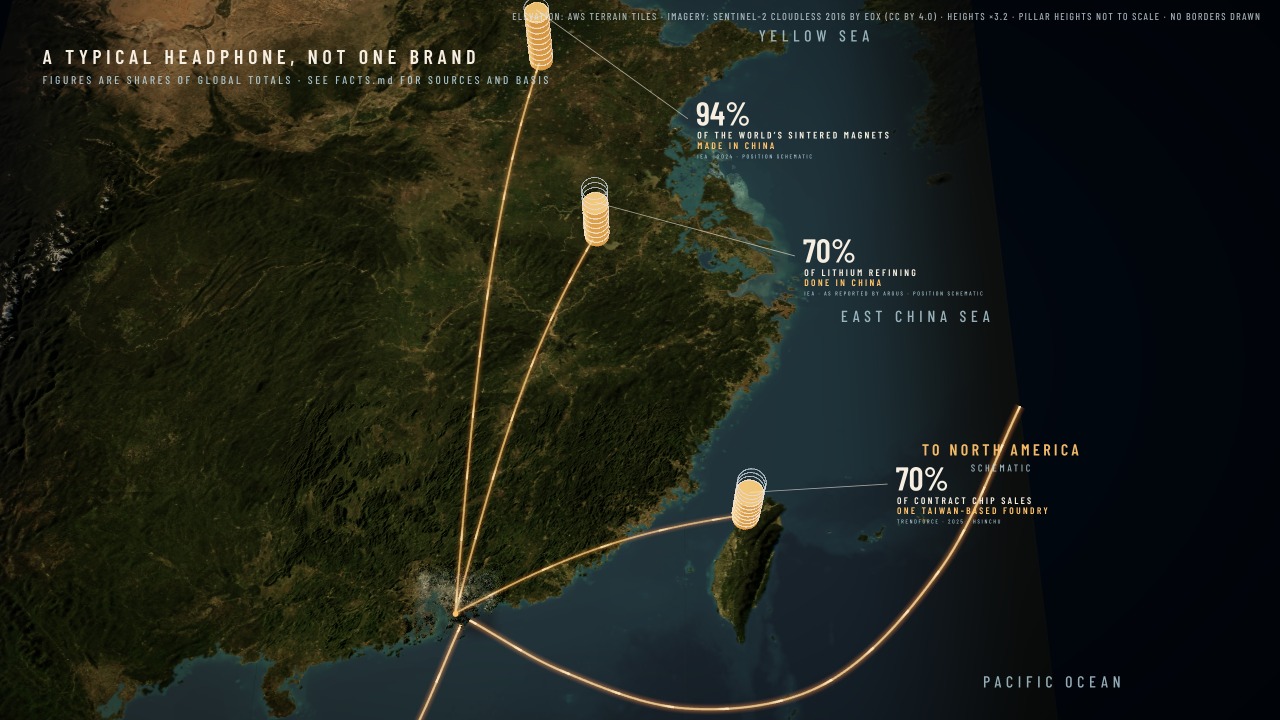 ELEVATION: AWS TERRAIN TILES · IMAGERY: SENTINEL-2 CLOUDLESS 2016 BY EOX (CC BY 4.0) · HEIGHTS ×3.2 · PILLAR HEIGHTS NOT TO SCALE · NO BORDERS DRAWN
YELLOW SEA
A TYPICAL HEADPHONE, NOT ONE BRAND
FIGURES ARE SHARES OF GLOBAL TOTALS · SEE FACTS.md FOR SOURCES AND BASIS
94%
OF THE WORLD'S SINTERED MAGNETS
MADE IN CHINA
IEA · 2024 · POSITION SCHEMATIC
70%
OF LITHIUM REFINING
DONE IN CHINA
IEA · AS REPORTED BY ARGUS · POSITION SCHEMATIC
EAST CHINA SEA
TO NORTH AMERICA
SCHEMATIC
70%
OF CONTRACT CHIP SALES
ONE TAIWAN-BASED FOUNDRY
TRENDFORCE · 2025 · HSINCHU
PACIFIC OCEAN